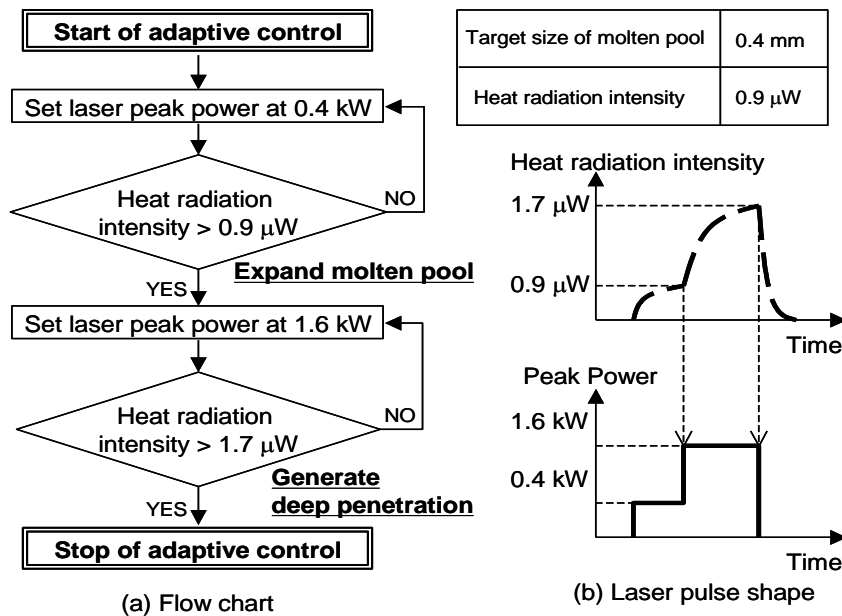 Start of adaptive control
Set laser peak power at 0.4 kW
Heat radiation
intensity > 0.9 μW
NO
Expand molten pool
YES
Set laser peak power at 1.6 kW
Heat radiation
intensity > 1.7 μW
NO
Generate
deep penetration
YES
Stop of adaptive control
(a) Flow chart
Target size of molten pool 0.4 mm
Heat radiation intensity 0.9 μW
Heat radiation intensity
1.7 μW
0.9 μW
Time
Peak Power
1.6 kW
0.4 kW
Time
(b) Laser pulse shape